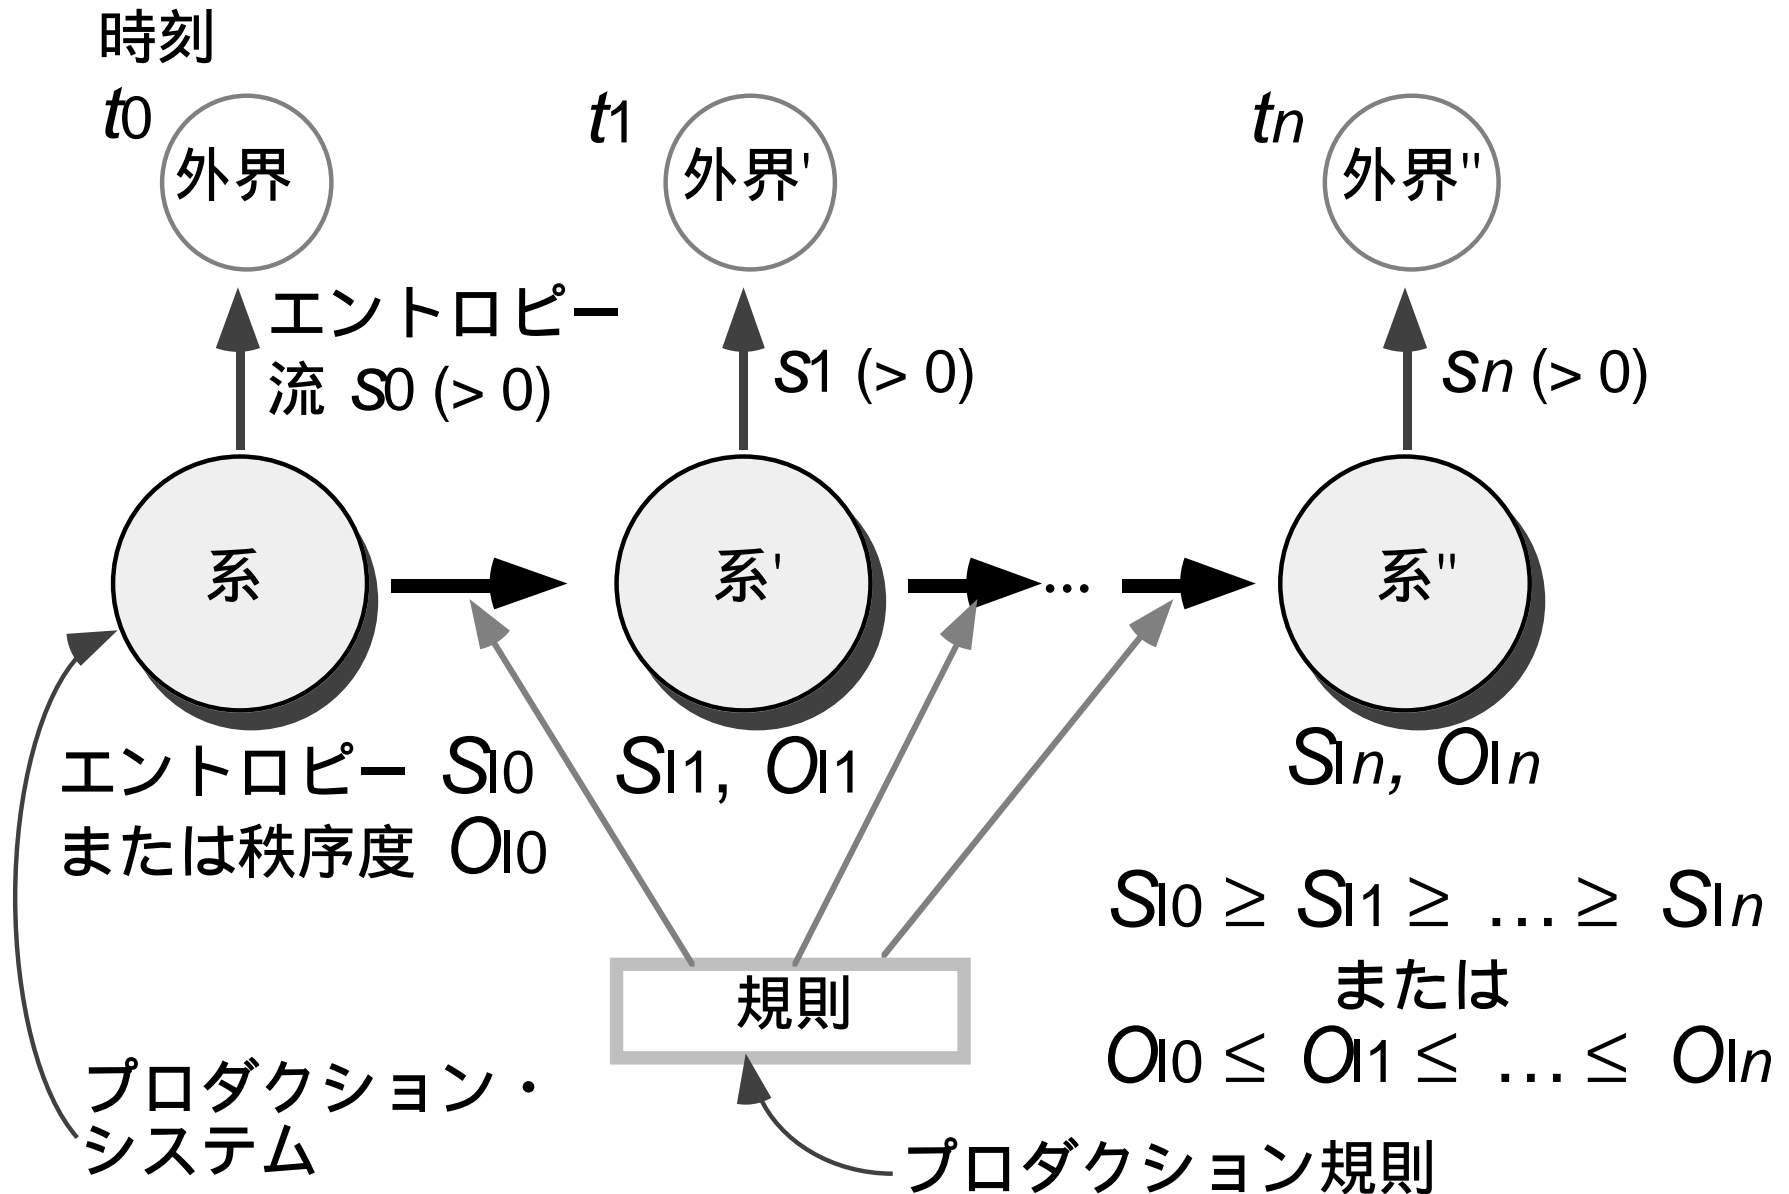 時刻
t0
t1
tn
外界
外界'
外界"
エントロピー
流 s0 (> 0)
s1 (> 0)
sn (> 0)
系
系'
...
系"
エントロピー SI0
または秩序度 OI0
SI1, OI1
SIn, OIn
SI0 ≥ SI1 ≥ ... ≥ SIn
または
OI0 ≤ OI1 ≤ ... ≤ OIn
規則
プロダクション・
システム
プロダクション規則